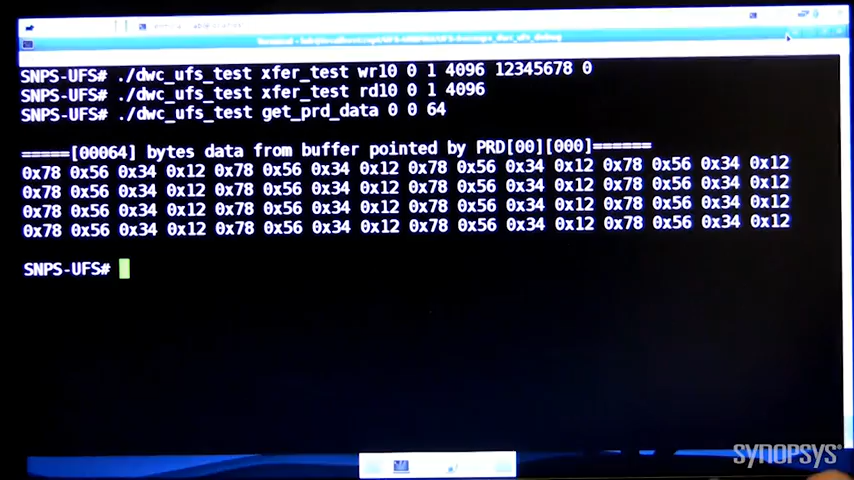 SNPS-UFS# ./dwc_ufs_test xfer_test wr10 0 1 4096 12345678 0
SNPS-UFS# ./dwc_ufs_test xfer_test rd10 0 1 4096
SNPS-UFS# ./dwc_ufs_test get_prd_data 0 0 64
=====[00064] bytes data from buffer pointed by PRD[00][000]======
0x78 0x56 0x34 0x12 0x78 0x56 0x34 0x12 0x78 0x56 0x34 0x12 0x78 0x56 0x34 0x12
0x78 0x56 0x34 0x12 0x78 0x56 0x34 0x12 0x78 0x56 0x34 0x12 0x78 0x56 0x34 0x12
0x78 0x56 0x34 0x12 0x78 0x56 0x34 0x12 0x78 0x56 0x34 0x12 0x78 0x56 0x34 0x12
0x78 0x56 0x34 0x12 0x78 0x56 0x34 0x12 0x78 0x56 0x34 0x12 0x78 0x56 0x34 0x12
SNPS-UFS#
SYNOPSYS